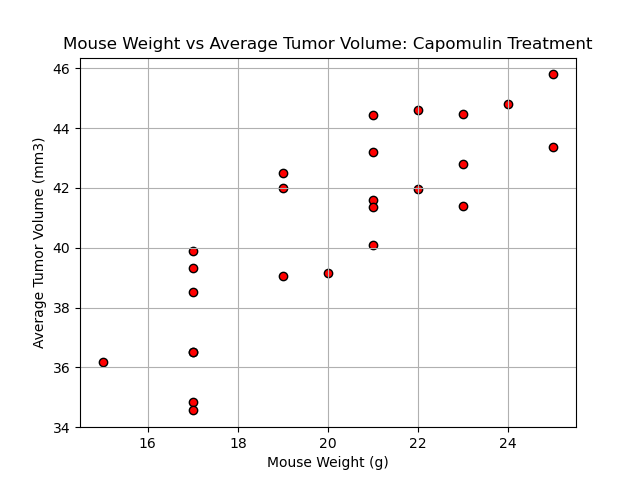 Mouse Weight vs Average Tumor Volume: Capomulin Treatment
46
44
42
40
38
36
34
Average Tumor Volume (mm3)
16 18 20 22 24
Mouse Weight (g)